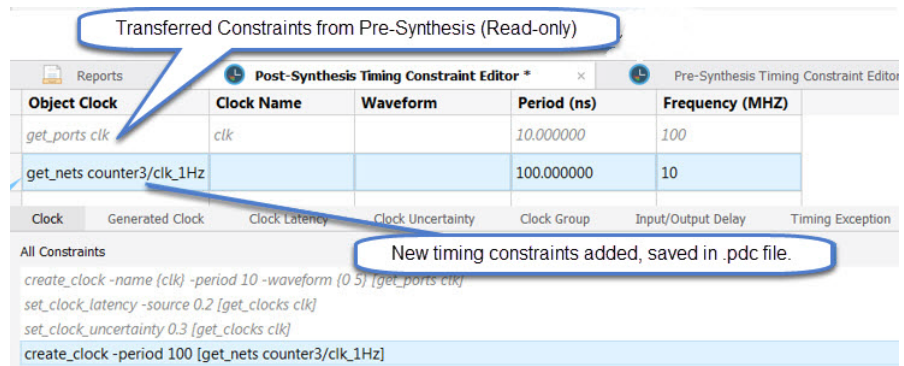 Transferred Constraints from Pre-Synthesis (Read-only)
Reports
Post-Synthesis Timing Constraint Editor *
×
Pre-Synthesis Timing Constraint Editor
Object Clock
Clock Name
Waveform
Period (ns)
Frequency (MHZ)
get_ports clk
clk
10.000000
100
get_nets counter3/clk_1Hz
100.000000
10
Clock
Generated Clock
Clock Latency
Clock Uncertainty
Clock Group
Input/Output Delay
Timing Exception
All Constraints
New timing constraints added, saved in .pdc file.
create_clock -name {clk} -period 10 -waveform {0 5} [get_ports clk]
set_clock_latency -source 0.2 [get_clocks clk]
set_clock_uncertainty 0.3 [get_clocks clk]
create_clock -period 100 [get_nets counter3/clk_1Hz]